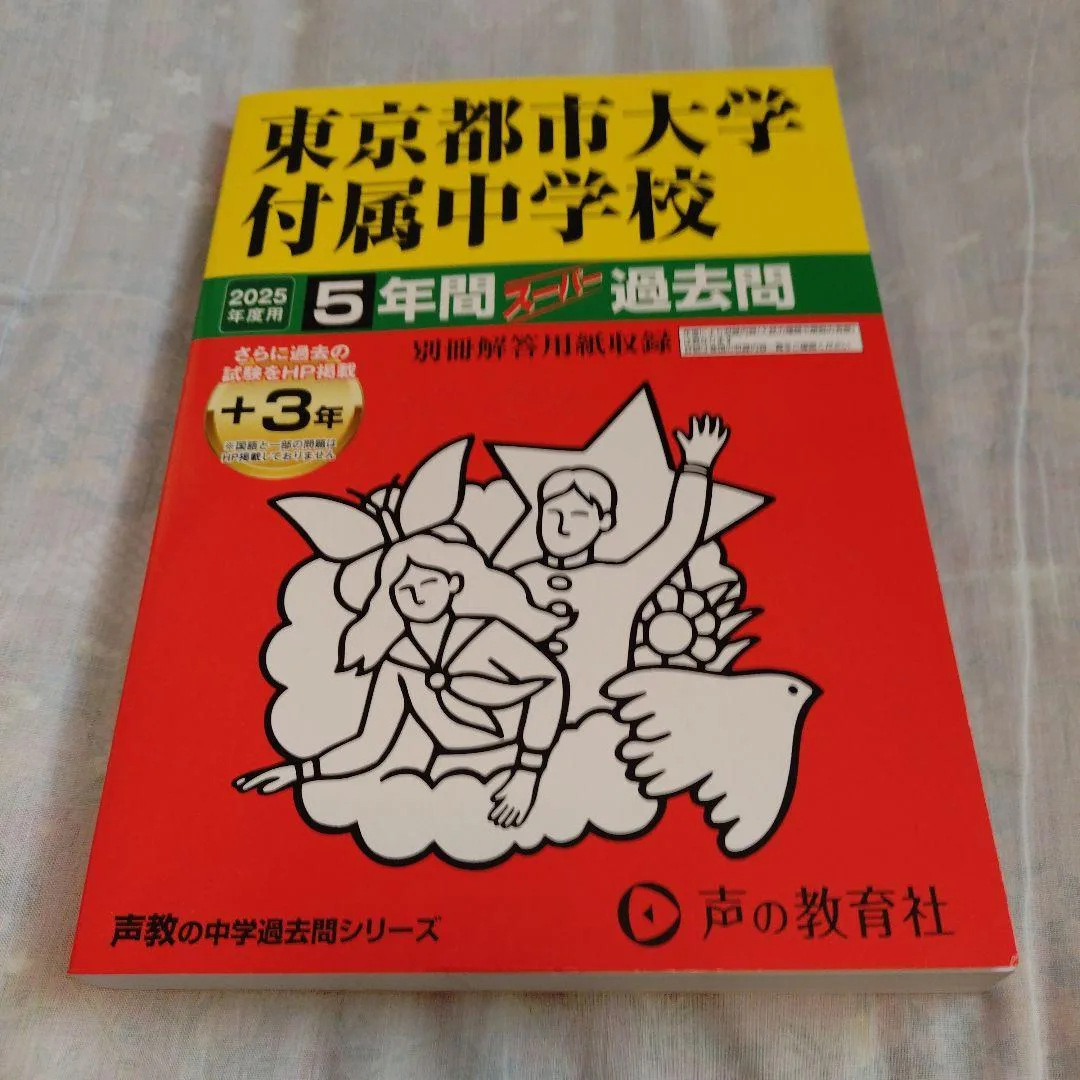 東京都市大学
付属中学校
2025
年度用
5年間スーパー過去問
別冊解答用紙収録
さらに過去の
試験をHP掲載
+3年
※国語と一部の問題は
HP掲載しておりません
声教の中学過去問シリーズ
声の教育社